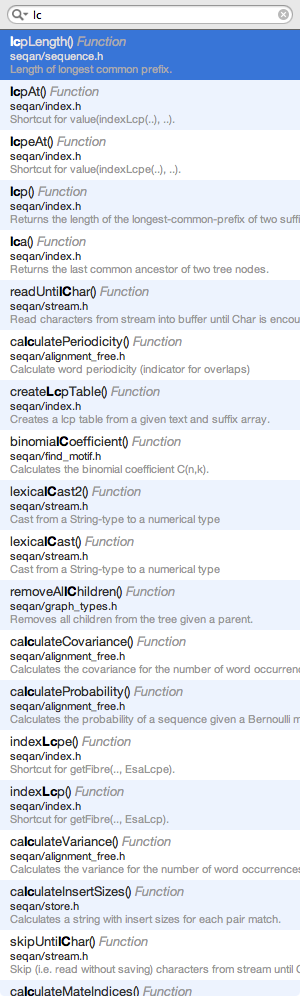 lc
lcpLength() Function
seqan/sequence.h
Length of longest common prefix.
lcpAt() Function
seqan/index.h
Shortcut for value(indexLcp(..), ..).
lcpeAt() Function
seqan/index.h
Shortcut for value(indexLcpe(..), ..).
lcp() Function
seqan/index.h
Returns the length of the longest-common-prefix of two suffi
lca() Function
seqan/index.h
Returns the last common ancestor of two tree nodes.
readUntilChar() Function
seqan/stream.h
Read characters from stream into buffer until Char is encou
calculatePeriodicity() Function
seqan/alignment_free.h
Calculate word periodicity (indicator for overlaps)
createLcpTable() Function
seqan/index.h
Creates a lcp table from a given text and suffix array.
binomialCoefficient() Function
seqan/find_motif.h
Calculates the binomial coefficient C(n,k).
lexicalCast2() Function
seqan/stream.h
Cast from a String-type to a numerical type
lexicalCast() Function
seqan/stream.h
Cast from a String-type to a numerical type
removeAllChildren() Function
seqan/graph_types.h
Removes all children from the tree given a parent.
calculateCovariance() Function
seqan/alignment_free.h
Calculates the covariance for the number of word occurrenc
calculateProbability() Function
seqan/alignment_free.h
Calculates the probability of a sequence given a Bernoulli m
indexLcpe() Function
seqan/index.h
Shortcut for getFibre(.., EsaLcpe).
indexLcp() Function
seqan/index.h
Shortcut for getFibre(.., EsaLcp).
calculateVariance() Function
seqan/alignment_free.h
Calculates the variance for the number of word occurrences
calculateInsertSizes() Function
seqan/store.h
Calculates a string with insert sizes for each pair match.
skipUntilChar() Function
seqan/stream.h
Skip (i.e. read without saving) characters from stream until C
calculateMateIndices() Function